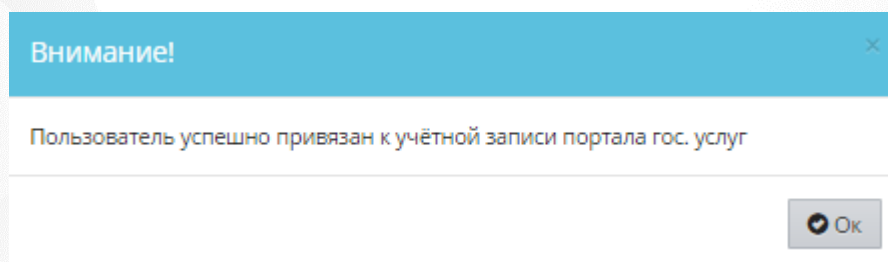 Внимание!
Пользователь успешно привязан к учётной записи портала гос. услуг
Ок